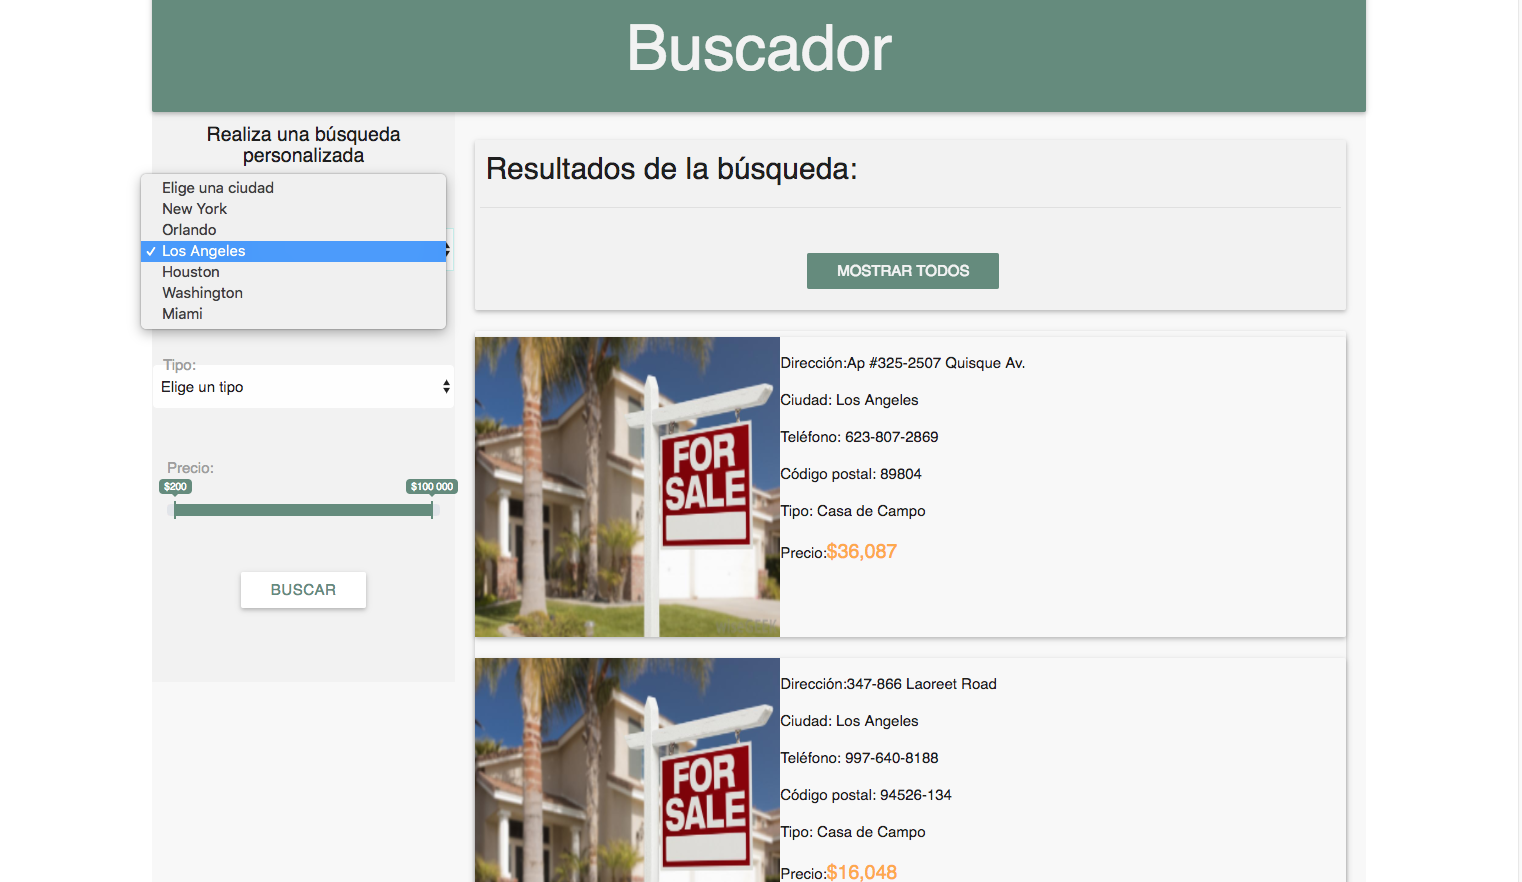 Buscador
Realiza una búsqueda
personalizada
Elige una ciudad
New York
Orlando
✓ Los Angeles
Houston
Washington
Miami
Tipo:
Elige un tipo
Precio:
$200
$100 000
BUSCAR
Resultados de la búsqueda:
MOSTRAR TODOS
FOR
SALE
Dirección:Ap #325-2507 Quisque Av.
Ciudad: Los Angeles
Teléfono: 623-807-2869
Código postal: 89804
Tipo: Casa de Campo
Precio:$36,087
FOR
SALE
Dirección:347-866 Laoreet Road
Ciudad: Los Angeles
Teléfono: 997-640-8188
Código postal: 94526-134
Tipo: Casa de Campo
Precio:$16,048